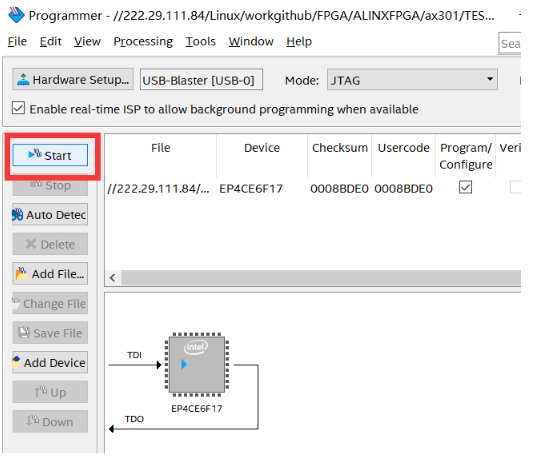 Programmer - //222.29.111.84/Linux/workgithub/FPGA/ALINXFPGA/ax301/TES...
File Edit View Processing Tools Window Help
Sea
Hardware Setup... USB-Blaster [USB-0] Mode: JTAG
Enable real-time ISP to allow background programming when available
Start
Stop
Auto Detec
Delete
Add File...
Change File
Save File
Add Device
Up
Down
File Device Checksum Usercode Program/ Veri
Configure
//222.29.111.84/... EP4CE6F17 0008BDE0 0008BDE0
TDI
intel
EP4CE6F17
TDO